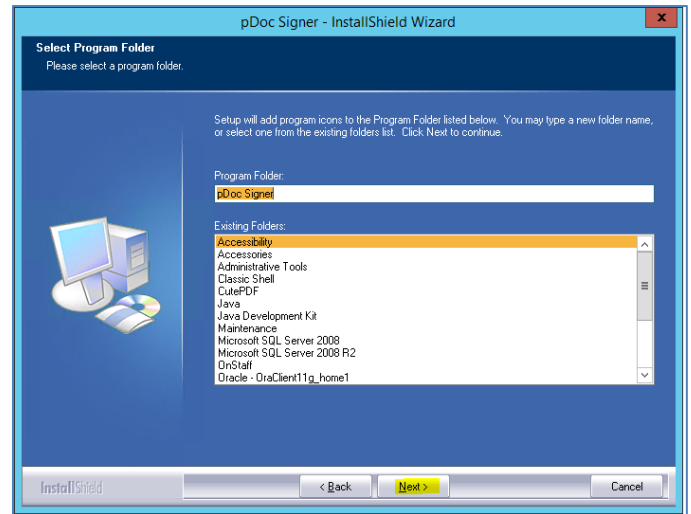 pDoc Signer - InstallShield Wizard
x
Select Program Folder
Please select a program folder.
Setup will add program icons to the Program Folder listed below. You may type a new folder name,
or select one from the existing folders list. Click Next to continue.
Program Folder:
pDoc Signer
Existing Folders:
Accessibility
Accessories
Administrative Tools
Classic Shell
CutePDF
Java
Java Development Kit
Maintenance
Microsoft SQL Server 2008
Microsoft SQL Server 2008 R2
OnStaff
Oracle - OraClient11g_home1
InstallShield
< Back
Next >
Cancel